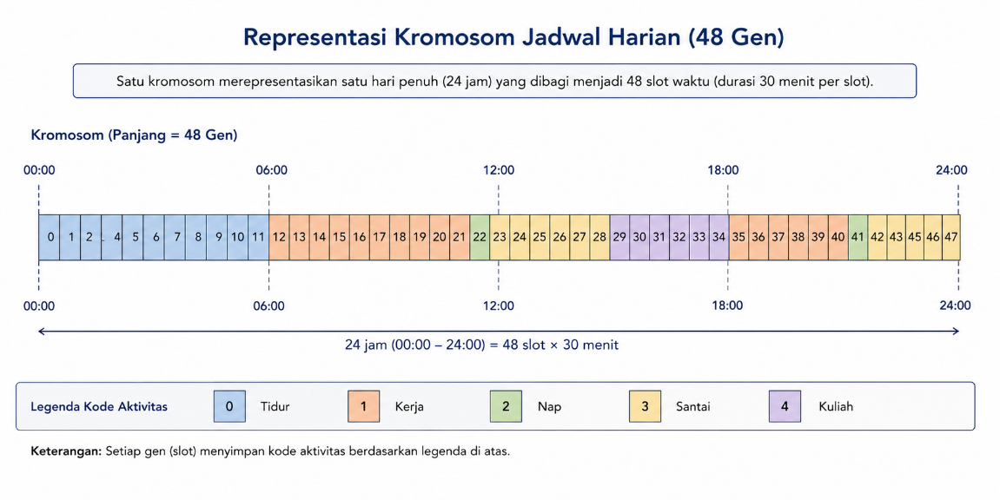 Representasi Kromosom Jadwal Harian (48 Gen)
Satu kromosom merepresentasikan satu hari penuh (24 jam) yang dibagi menjadi 48 slot waktu (durasi 30 menit per slot).
Kromosom (Panjang = 48 Gen)
00:00 06:00 12:00 18:00 24:00
0 1 2 4 5 6 7 8 9 10 11 12 13 14 15 16 17 18 19 20 21 22 23 24 25 26 27 28 29 30 31 32 33 34 35 36 37 38 39 40 41 42 43 45 46 47
00:00 06:00 12:00 18:00 24:00
24 jam (00:00 – 24:00) = 48 slot × 30 menit
Legenda Kode Aktivitas 0 Tidur 1 Kerja 2 Nap 3 Santai 4 Kuliah
Keterangan: Setiap gen (slot) menyimpan kode aktivitas berdasarkan legenda di atas.